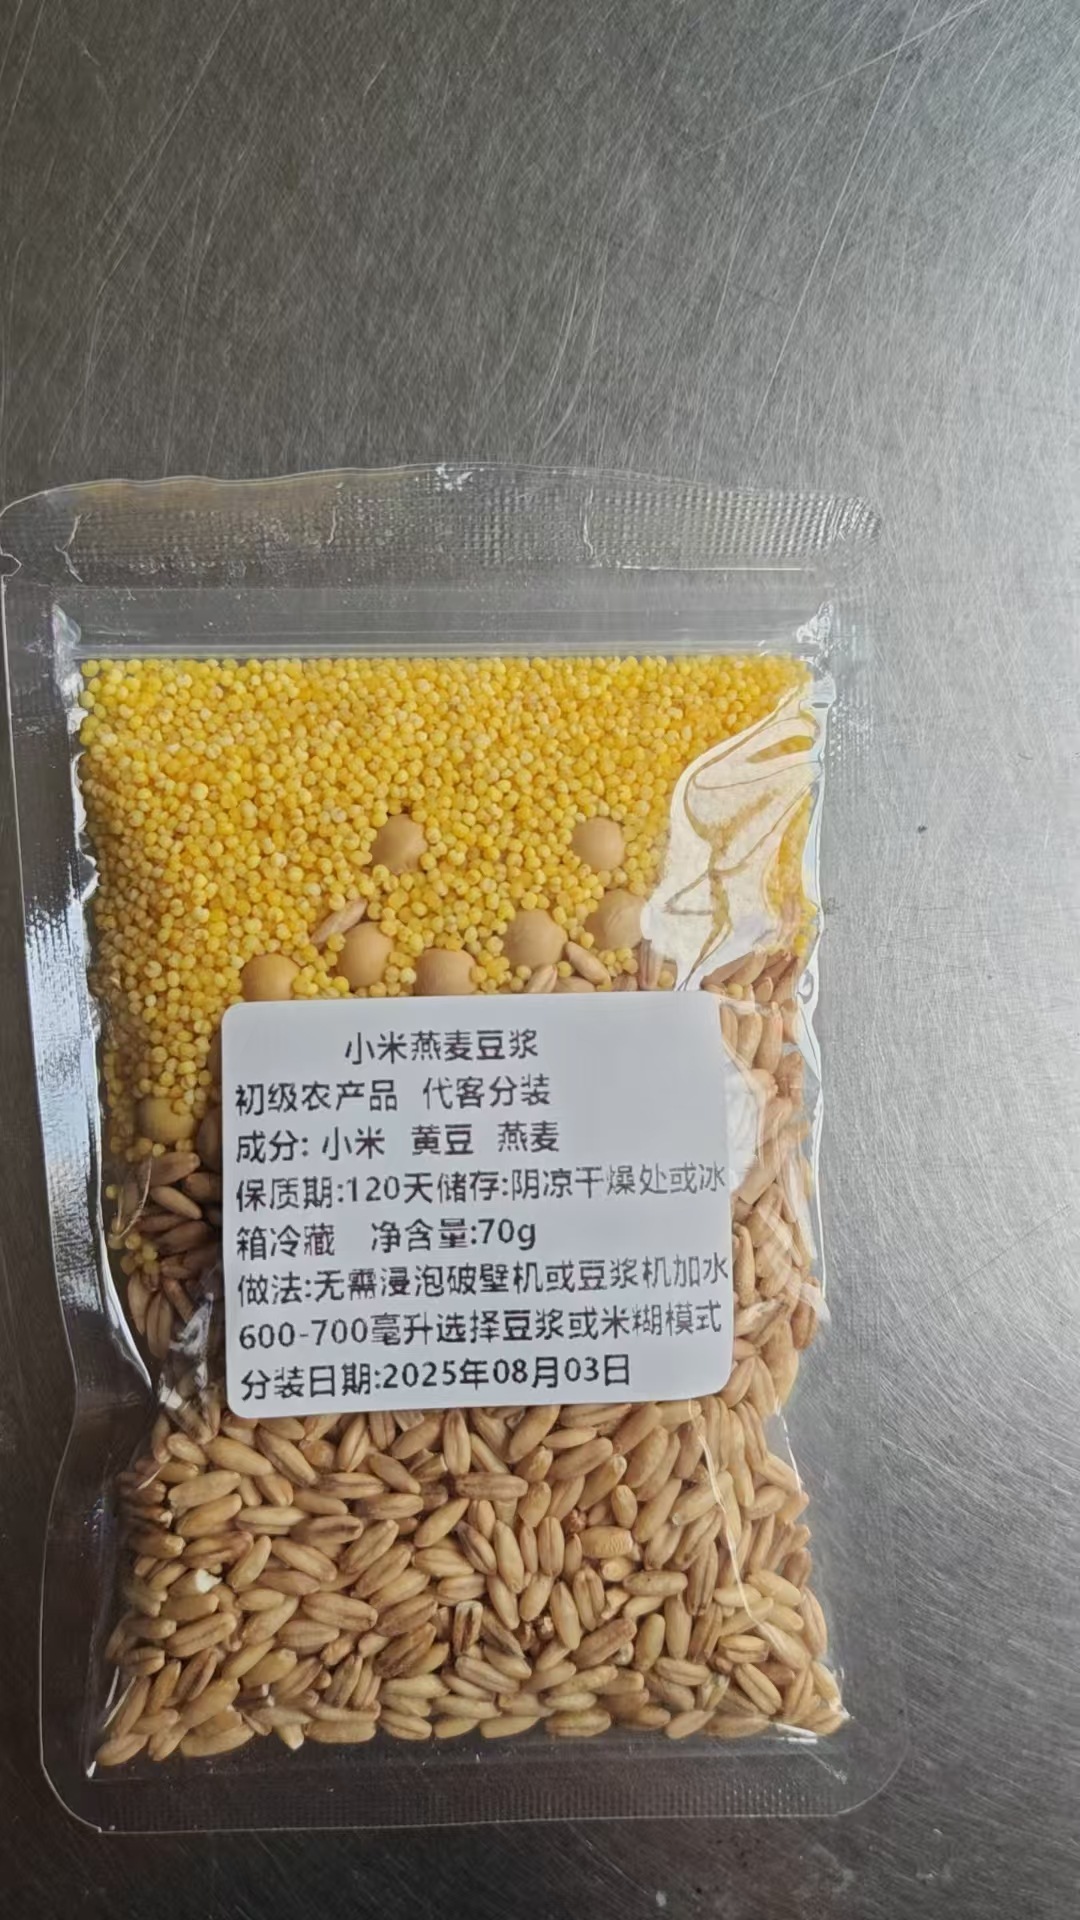 小米燕麦豆浆
初级农产品 代客分装
成分: 小米 黄豆 燕麦
保质期:120天储存:阴凉干燥处或冰
箱冷藏 净含量:70g
做法:无需浸泡破壁机或豆浆机加水
600-700毫升选择豆浆或米糊模式
分装日期:2025年08月03日